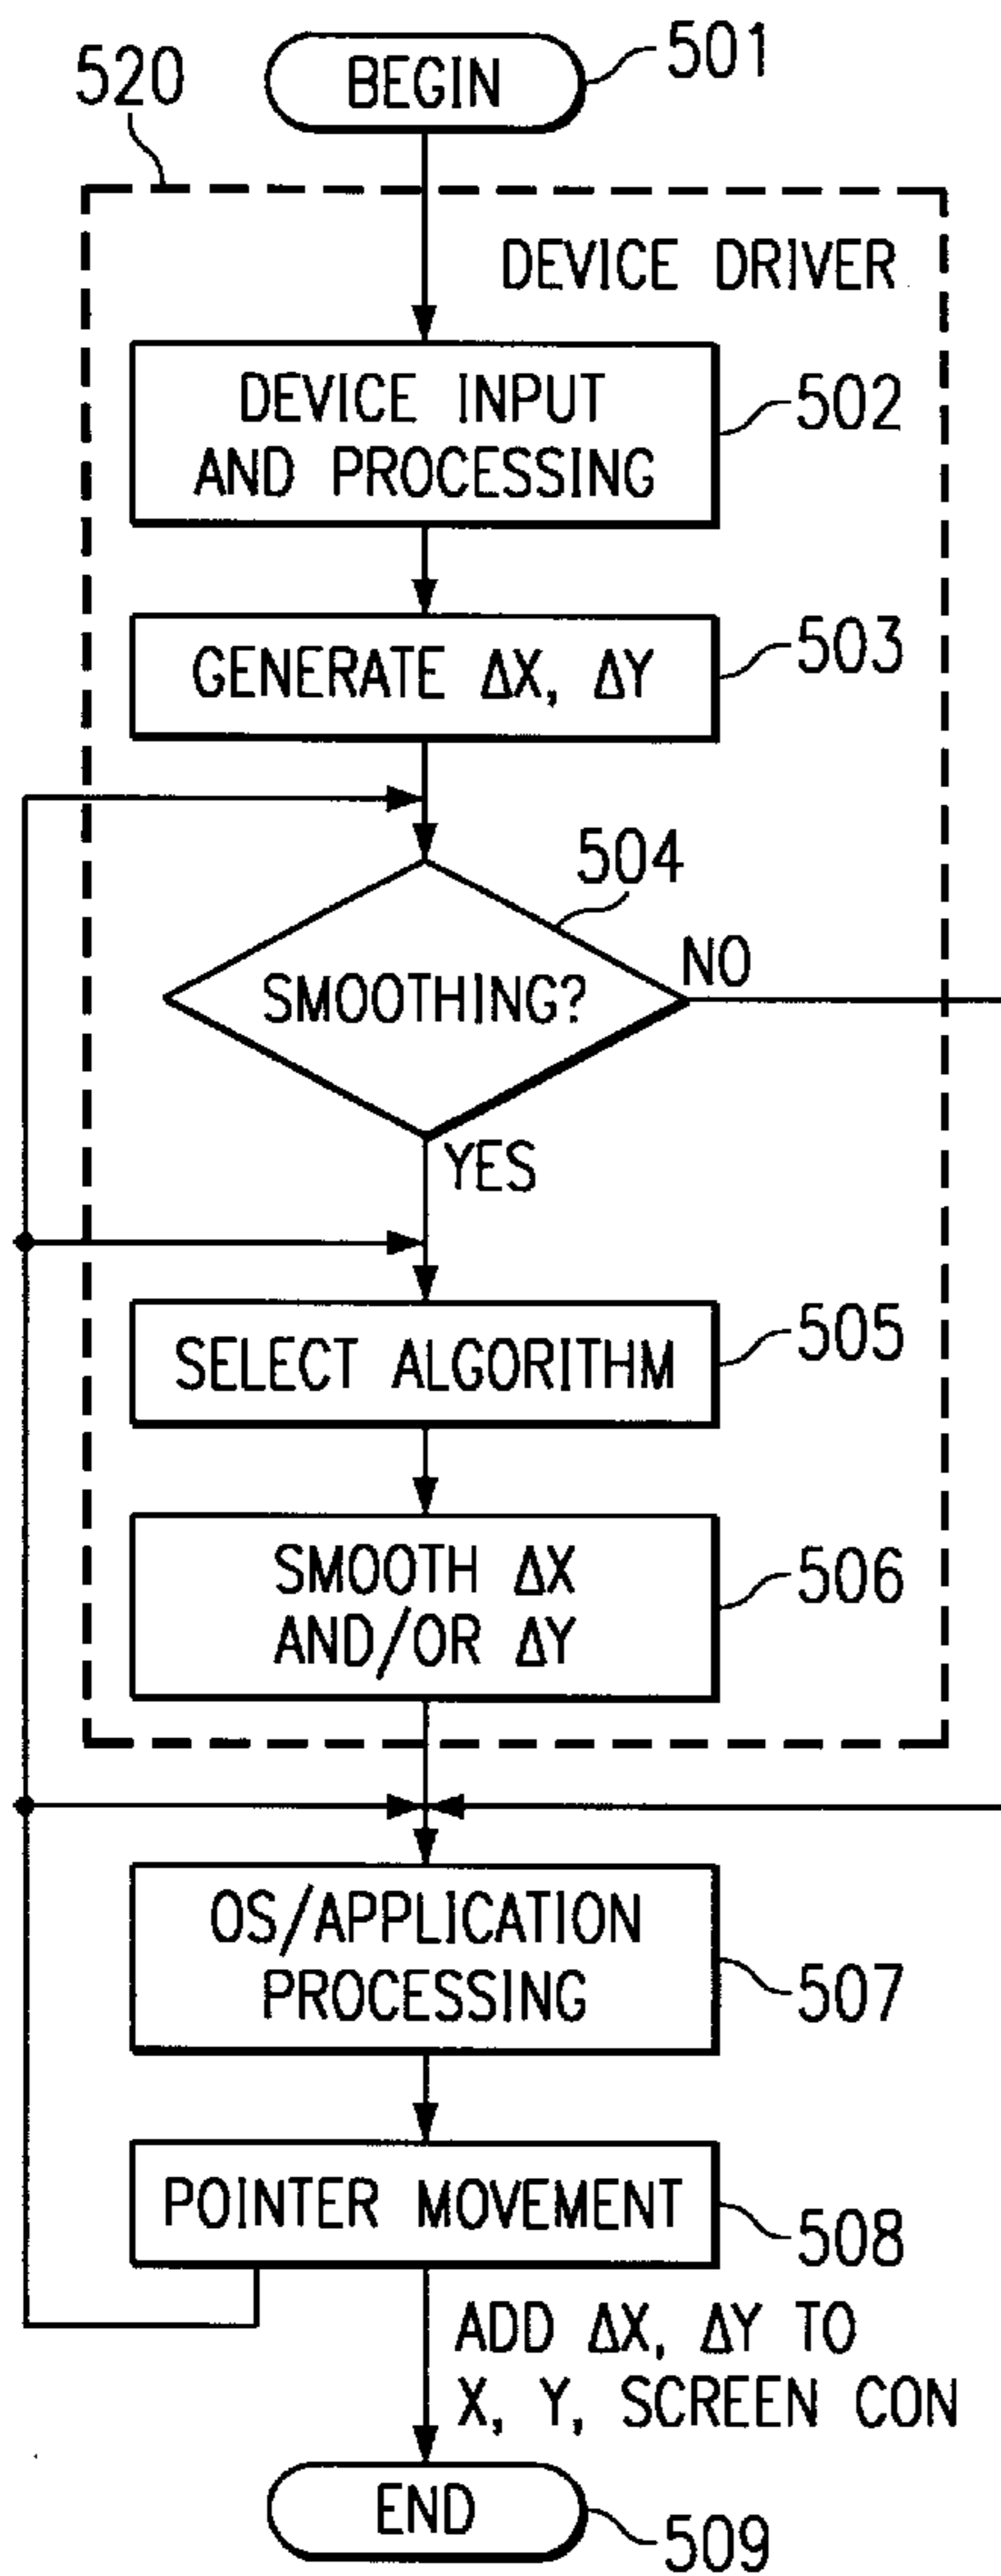 520
BEGIN
501
DEVICE DRIVER
DEVICE INPUT
AND PROCESSING
502
GENERATE ΔX, ΔY
503
504
SMOOTHING?
NO
YES
SELECT ALGORITHM
505
SMOOTH ΔX
AND/OR ΔY
506
OS/APPLICATION
PROCESSING
507
POINTER MOVEMENT
508
ADD ΔX, ΔY TO
X, Y, SCREEN CON
END
509